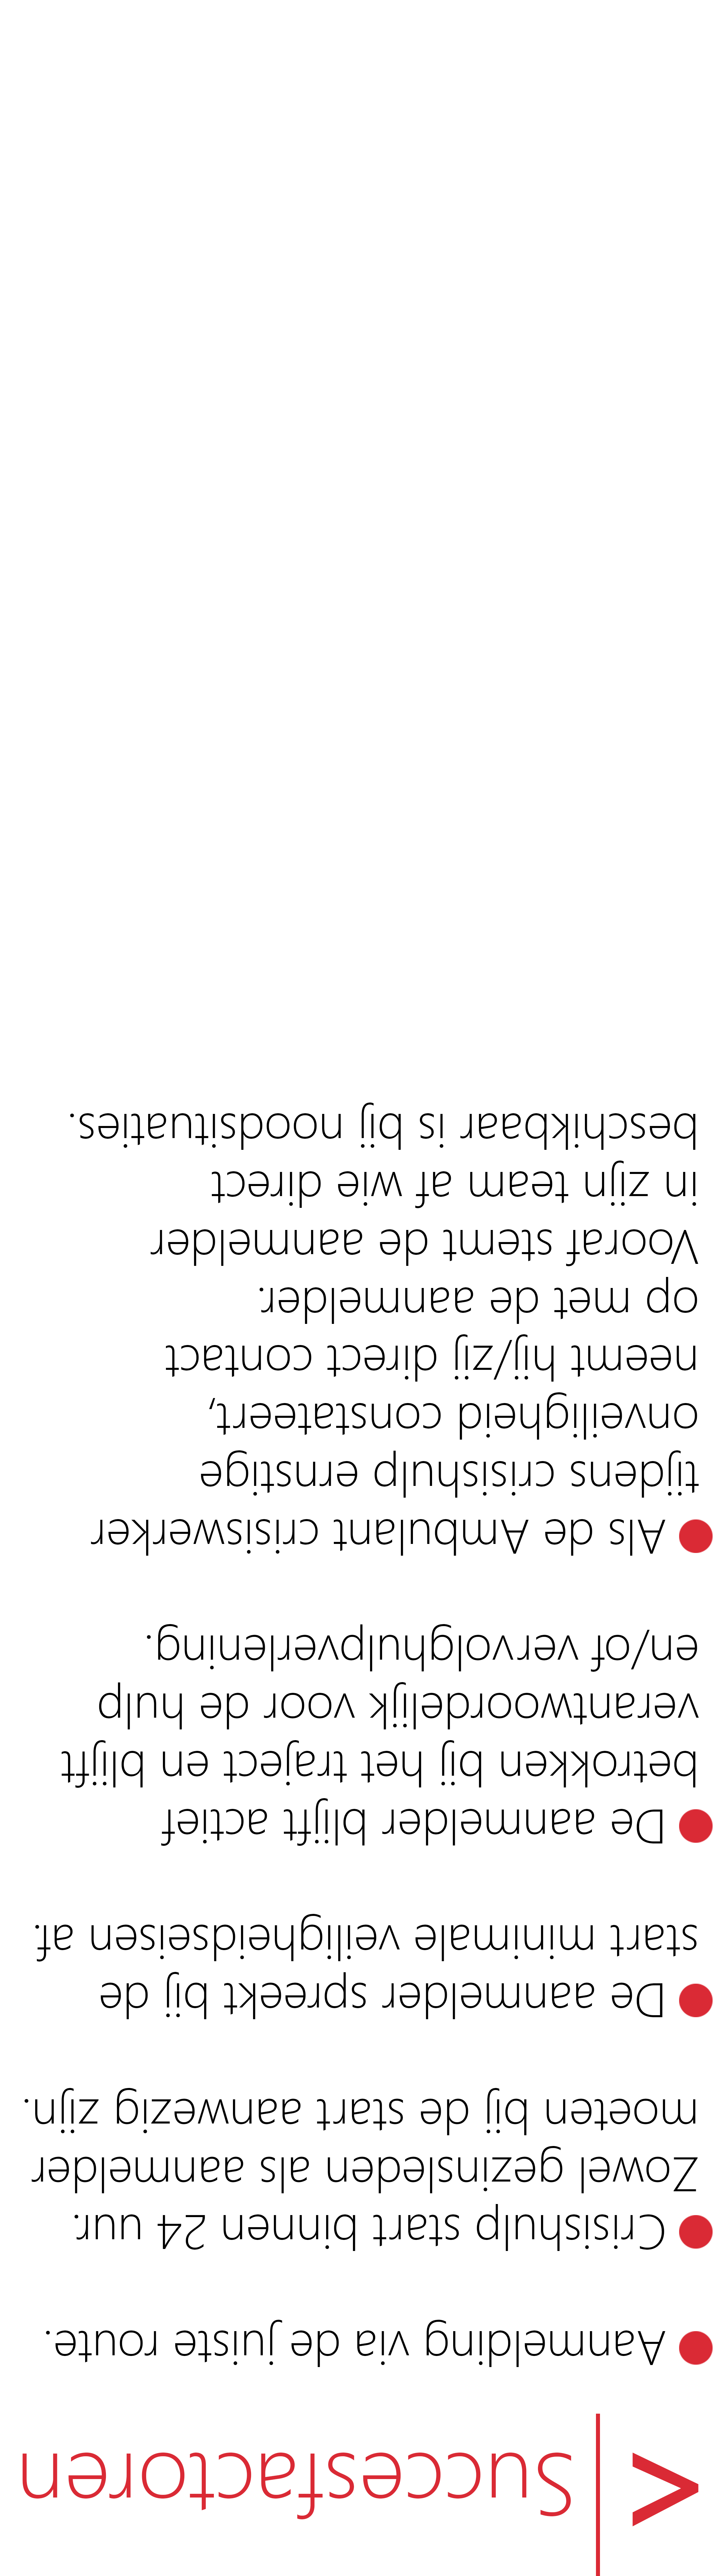 > Succesfactoren
● Aanmelding via de juiste route.
● Crisishulp start binnen 24 uur.
Zowel gezinsleden als aanmelder
moeten bij de start aanwezig zijn.
● De aanmelder spreekt bij de
start minimale veiligheidseisen af.
● De aanmelder blijft actief
betrokken bij het traject en blijft
verantwoordelijk voor de hulp
en/of vervolghulpverlening.
● Als de Ambulant crisiswerker
tijdens crisishulp ernstige
onveiligheid constateert,
neemt hij/zij direct contact
op met de aanmelder.
Vooraf stemt de aanmelder
in zijn team af wie direct
beschikbaar is bij noodsituaties.